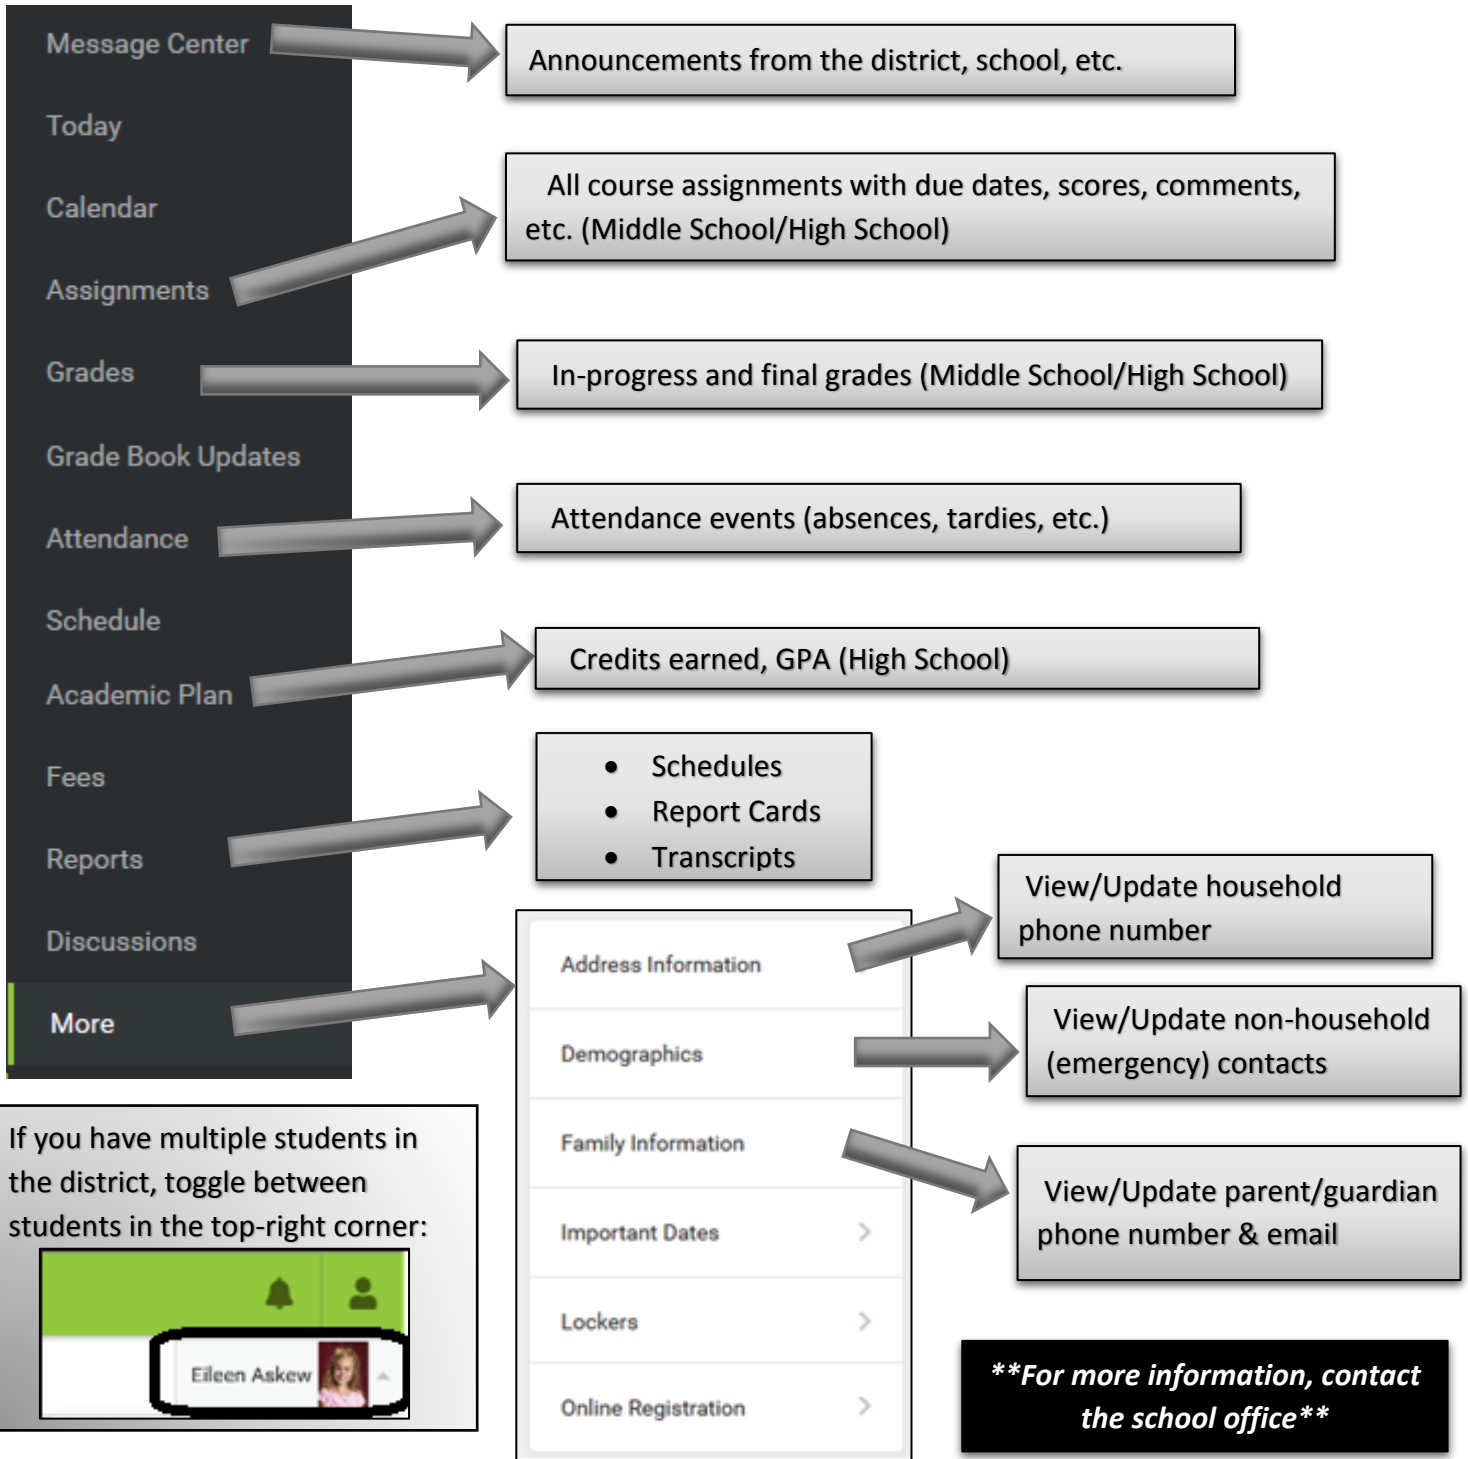 Message Center
Announcements from the district, school, etc.
Today
Calendar
All course assignments with due dates, scores, comments,
etc. (Middle School/High School)
Assignments
Grades
In-progress and final grades (Middle School/High School)
Grade Book Updates
Attendance
Attendance events (absences, tardies, etc.)
Schedule
Academic Plan
Credits earned, GPA (High School)
Fees
Reports
• Schedules
• Report Cards
• Transcripts
Discussions
More
Address Information
View/Update household
phone number
Demographics
View/Update non-household
(emergency) contacts
Family Information
View/Update parent/guardian
phone number & email
Important Dates
Lockers
Online Registration
If you have multiple students in
the district, toggle between
students in the top-right corner:
Eileen Askew
**For more information, contact
the school office**